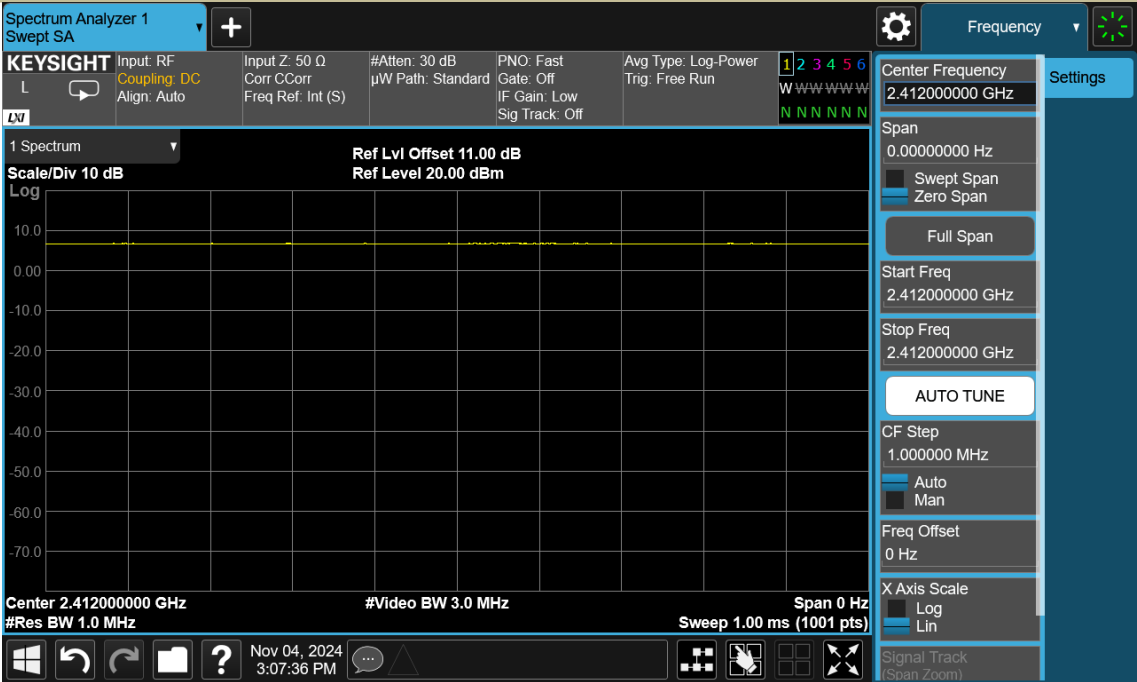 Spectrum Analyzer 1
Swept SA
+
Frequency
KEYSIGHT
L
LXI
Input: RF
Coupling: DC
Align: Auto
Input Z: 50 Ω
Corr CCorr
Freq Ref: Int (S)
#Atten: 30 dB
µW Path: Standard
PNO: Fast
Gate: Off
IF Gain: Low
Sig Track: Off
Avg Type: Log-Power
Trig: Free Run
1 2 3 4 5 6
W W W W W W
N N N N N N
1 Spectrum
Scale/Div 10 dB
Log
Ref Lvl Offset 11.00 dB
Ref Level 20.00 dBm
10.0
0.00
-10.0
-20.0
-30.0
-40.0
-50.0
-60.0
-70.0
Center 2.412000000 GHz
#Res BW 1.0 MHz
#Video BW 3.0 MHz
Span 0 Hz
Sweep 1.00 ms (1001 pts)
Center Frequency
2.412000000 GHz
Settings
Span
0.00000000 Hz
Swept Span
Zero Span
Full Span
Start Freq
2.412000000 GHz
Stop Freq
2.412000000 GHz
AUTO TUNE
CF Step
1.000000 MHz
Auto
Man
Freq Offset
0 Hz
X Axis Scale
Log
Lin
Signal Track
(Span Zoom)
?
Nov 04, 2024
3:07:36 PM